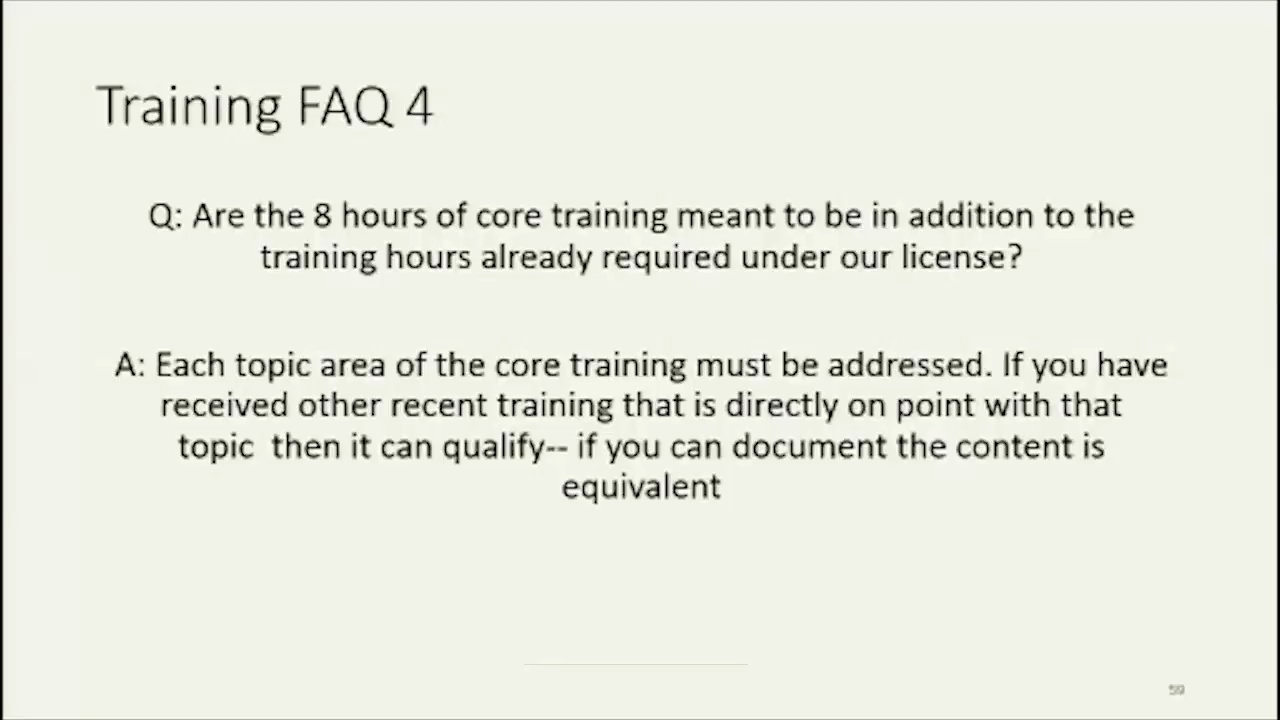 Training FAQ 4
Q: Are the 8 hours of core training meant to be in addition to the
training hours already required under our license?
A: Each topic area of the core training must be addressed. If you have
received other recent training that is directly on point with that
topic  then it can qualify-- if you can document the content is
equivalent
59